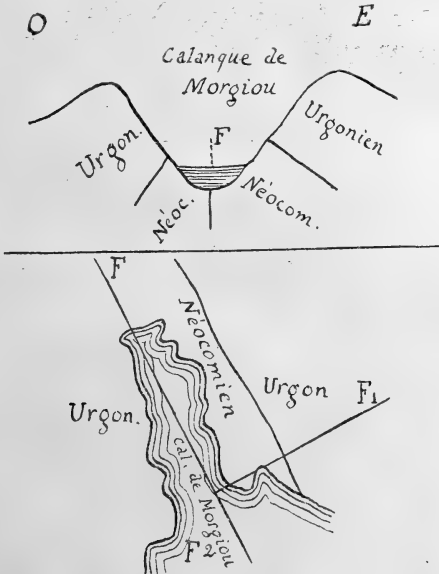 O E
Calanque de
Morgiou
F
Urgon.
Urgonien
Néoc.
Néocom.
F
Néocomien
Urgon
F1
Urgon.
Cal. de Morgiou
F2